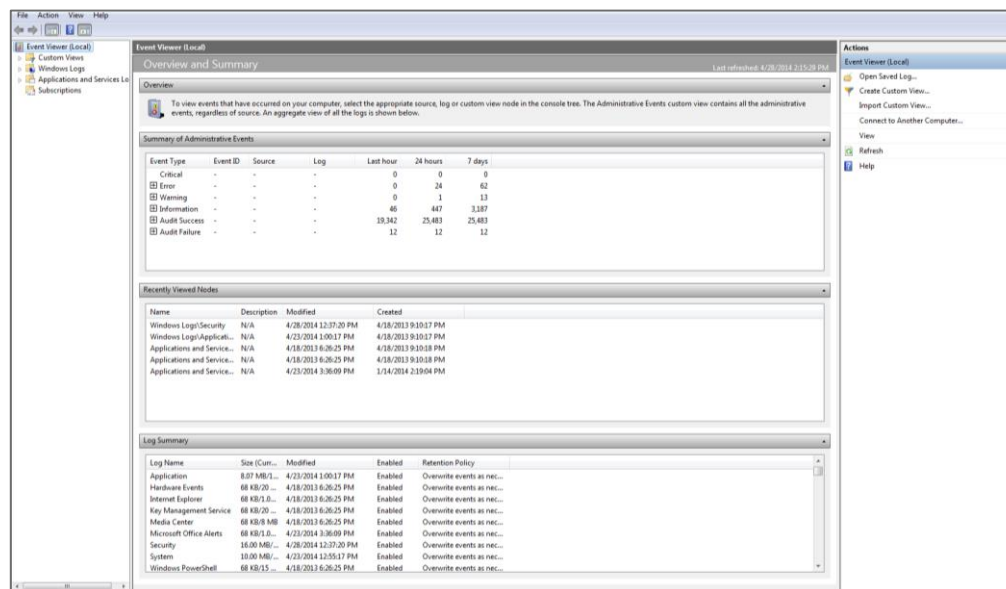 File Action View Help
Event Viewer (Local)
Custom Views
Windows Logs
Applications and Services Lo
Subscriptions
Event Viewer (Local)
Overview and Summary Last refreshed: 4/28/2014 2:15:29 PM
Overview
To view events that have occurred on your computer, select the appropriate source, log or custom view node in the console tree. The Administrative Events custom view contains all the administrative
events, regardless of source. An aggregate view of all the logs is shown below.
Summary of Administrative Events
Event Type Event ID Source Log Last hour 24 hours 7 days
Critical - - - 0 0 0
Error - - - 0 24 62
Warning - - - 0 1 13
Information - - - 46 447 3,187
Audit Success - - - 19,342 25,483 25,483
Audit Failure - - - 12 12 12
Recently Viewed Nodes
Name Description Modified Created
Windows Logs\Security N/A 4/28/2014 12:37:20 PM 4/18/2013 9:10:17 PM
Windows Logs\Applicati... N/A 4/23/2014 1:00:17 PM 4/18/2013 9:10:17 PM
Applications and Service... N/A 4/18/2013 6:26:25 PM 4/18/2013 9:10:18 PM
Applications and Service... N/A 4/18/2013 6:26:25 PM 4/18/2013 9:10:18 PM
Applications and Service... N/A 4/23/2014 3:36:09 PM 1/14/2014 2:19:04 PM
Log Summary
Log Name Size (Curr... Modified Enabled Retention Policy
Application 8.07 MB/1... 4/23/2014 1:00:17 PM Enabled Overwrite events as nec...
Hardware Events 68 KB/20 ... 4/18/2013 6:26:25 PM Enabled Overwrite events as nec...
Internet Explorer 68 KB/1.0... 4/18/2013 6:26:25 PM Enabled Overwrite events as nec...
Key Management Service 68 KB/20 ... 4/18/2013 6:26:25 PM Enabled Overwrite events as nec...
Media Center 68 KB/8 MB 4/18/2013 6:26:25 PM Enabled Overwrite events as nec...
Microsoft Office Alerts 68 KB/1.0... 4/23/2014 3:36:09 PM Enabled Overwrite events as nec...
Security 16.00 MB/... 4/28/2014 12:37:20 PM Enabled Overwrite events as nec...
System 10.00 MB/... 4/23/2014 12:55:17 PM Enabled Overwrite events as nec...
Windows PowerShell 68 KB/15 ... 4/18/2013 6:26:25 PM Enabled Overwrite events as nec...
Actions
Event Viewer (Local)
Open Saved Log...
Create Custom View...
Import Custom View...
Connect to Another Computer...
View
Refresh
Help